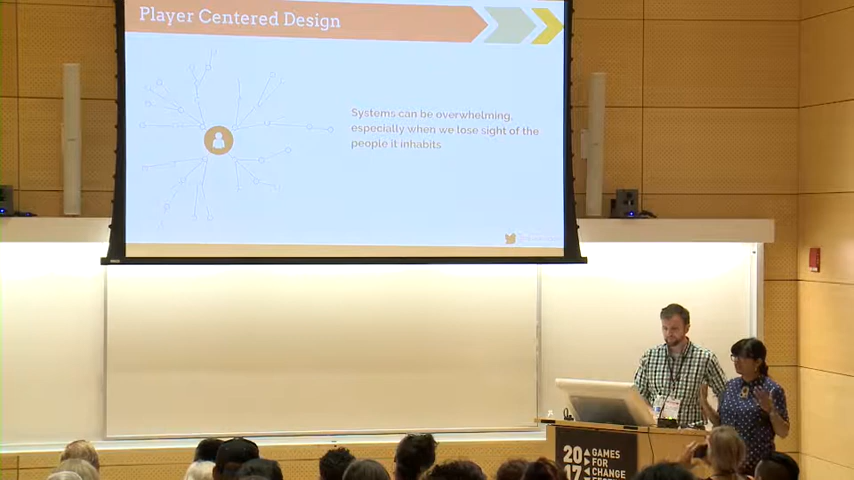 Player Centered Design
Systems can be overwhelming,
especially when we lose sight of the
people it inhabits
20 GAMES
17 FOR
CHANGE